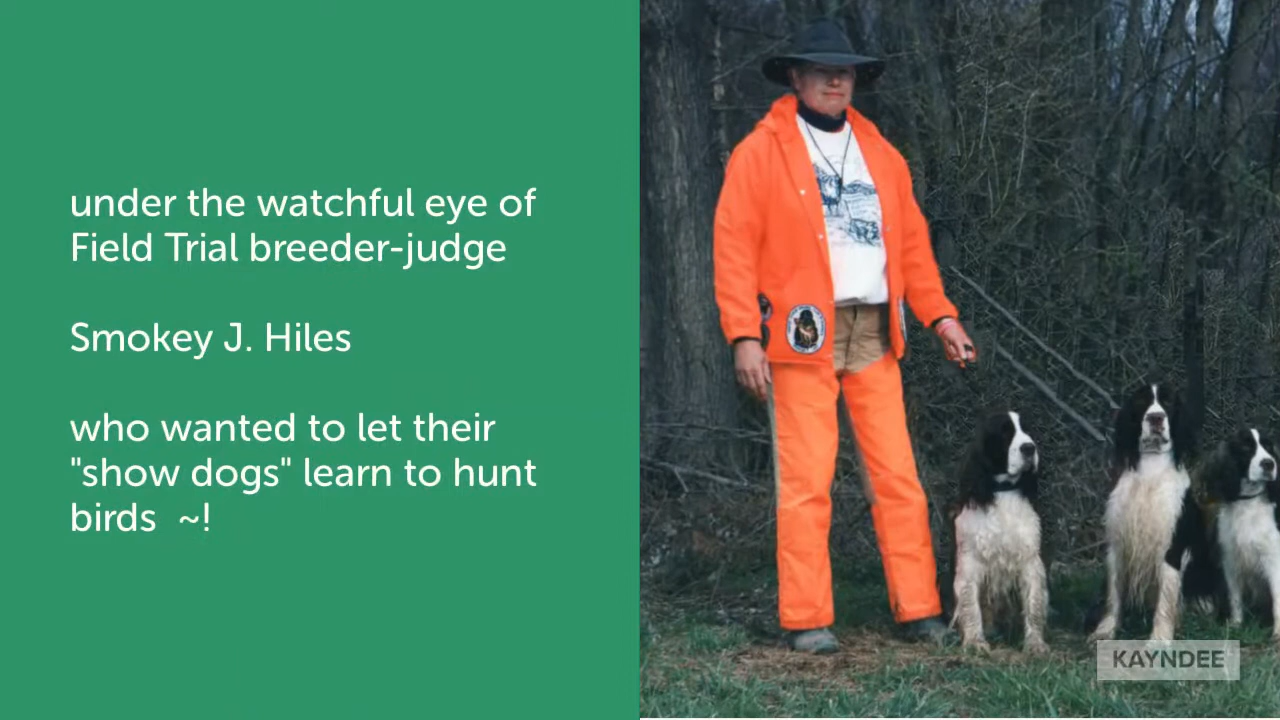 under the watchful eye of
Field Trial breeder-judge
Smokey J. Hiles
who wanted to let their
"show dogs" learn to hunt
birds  ~!
KAYNDEE